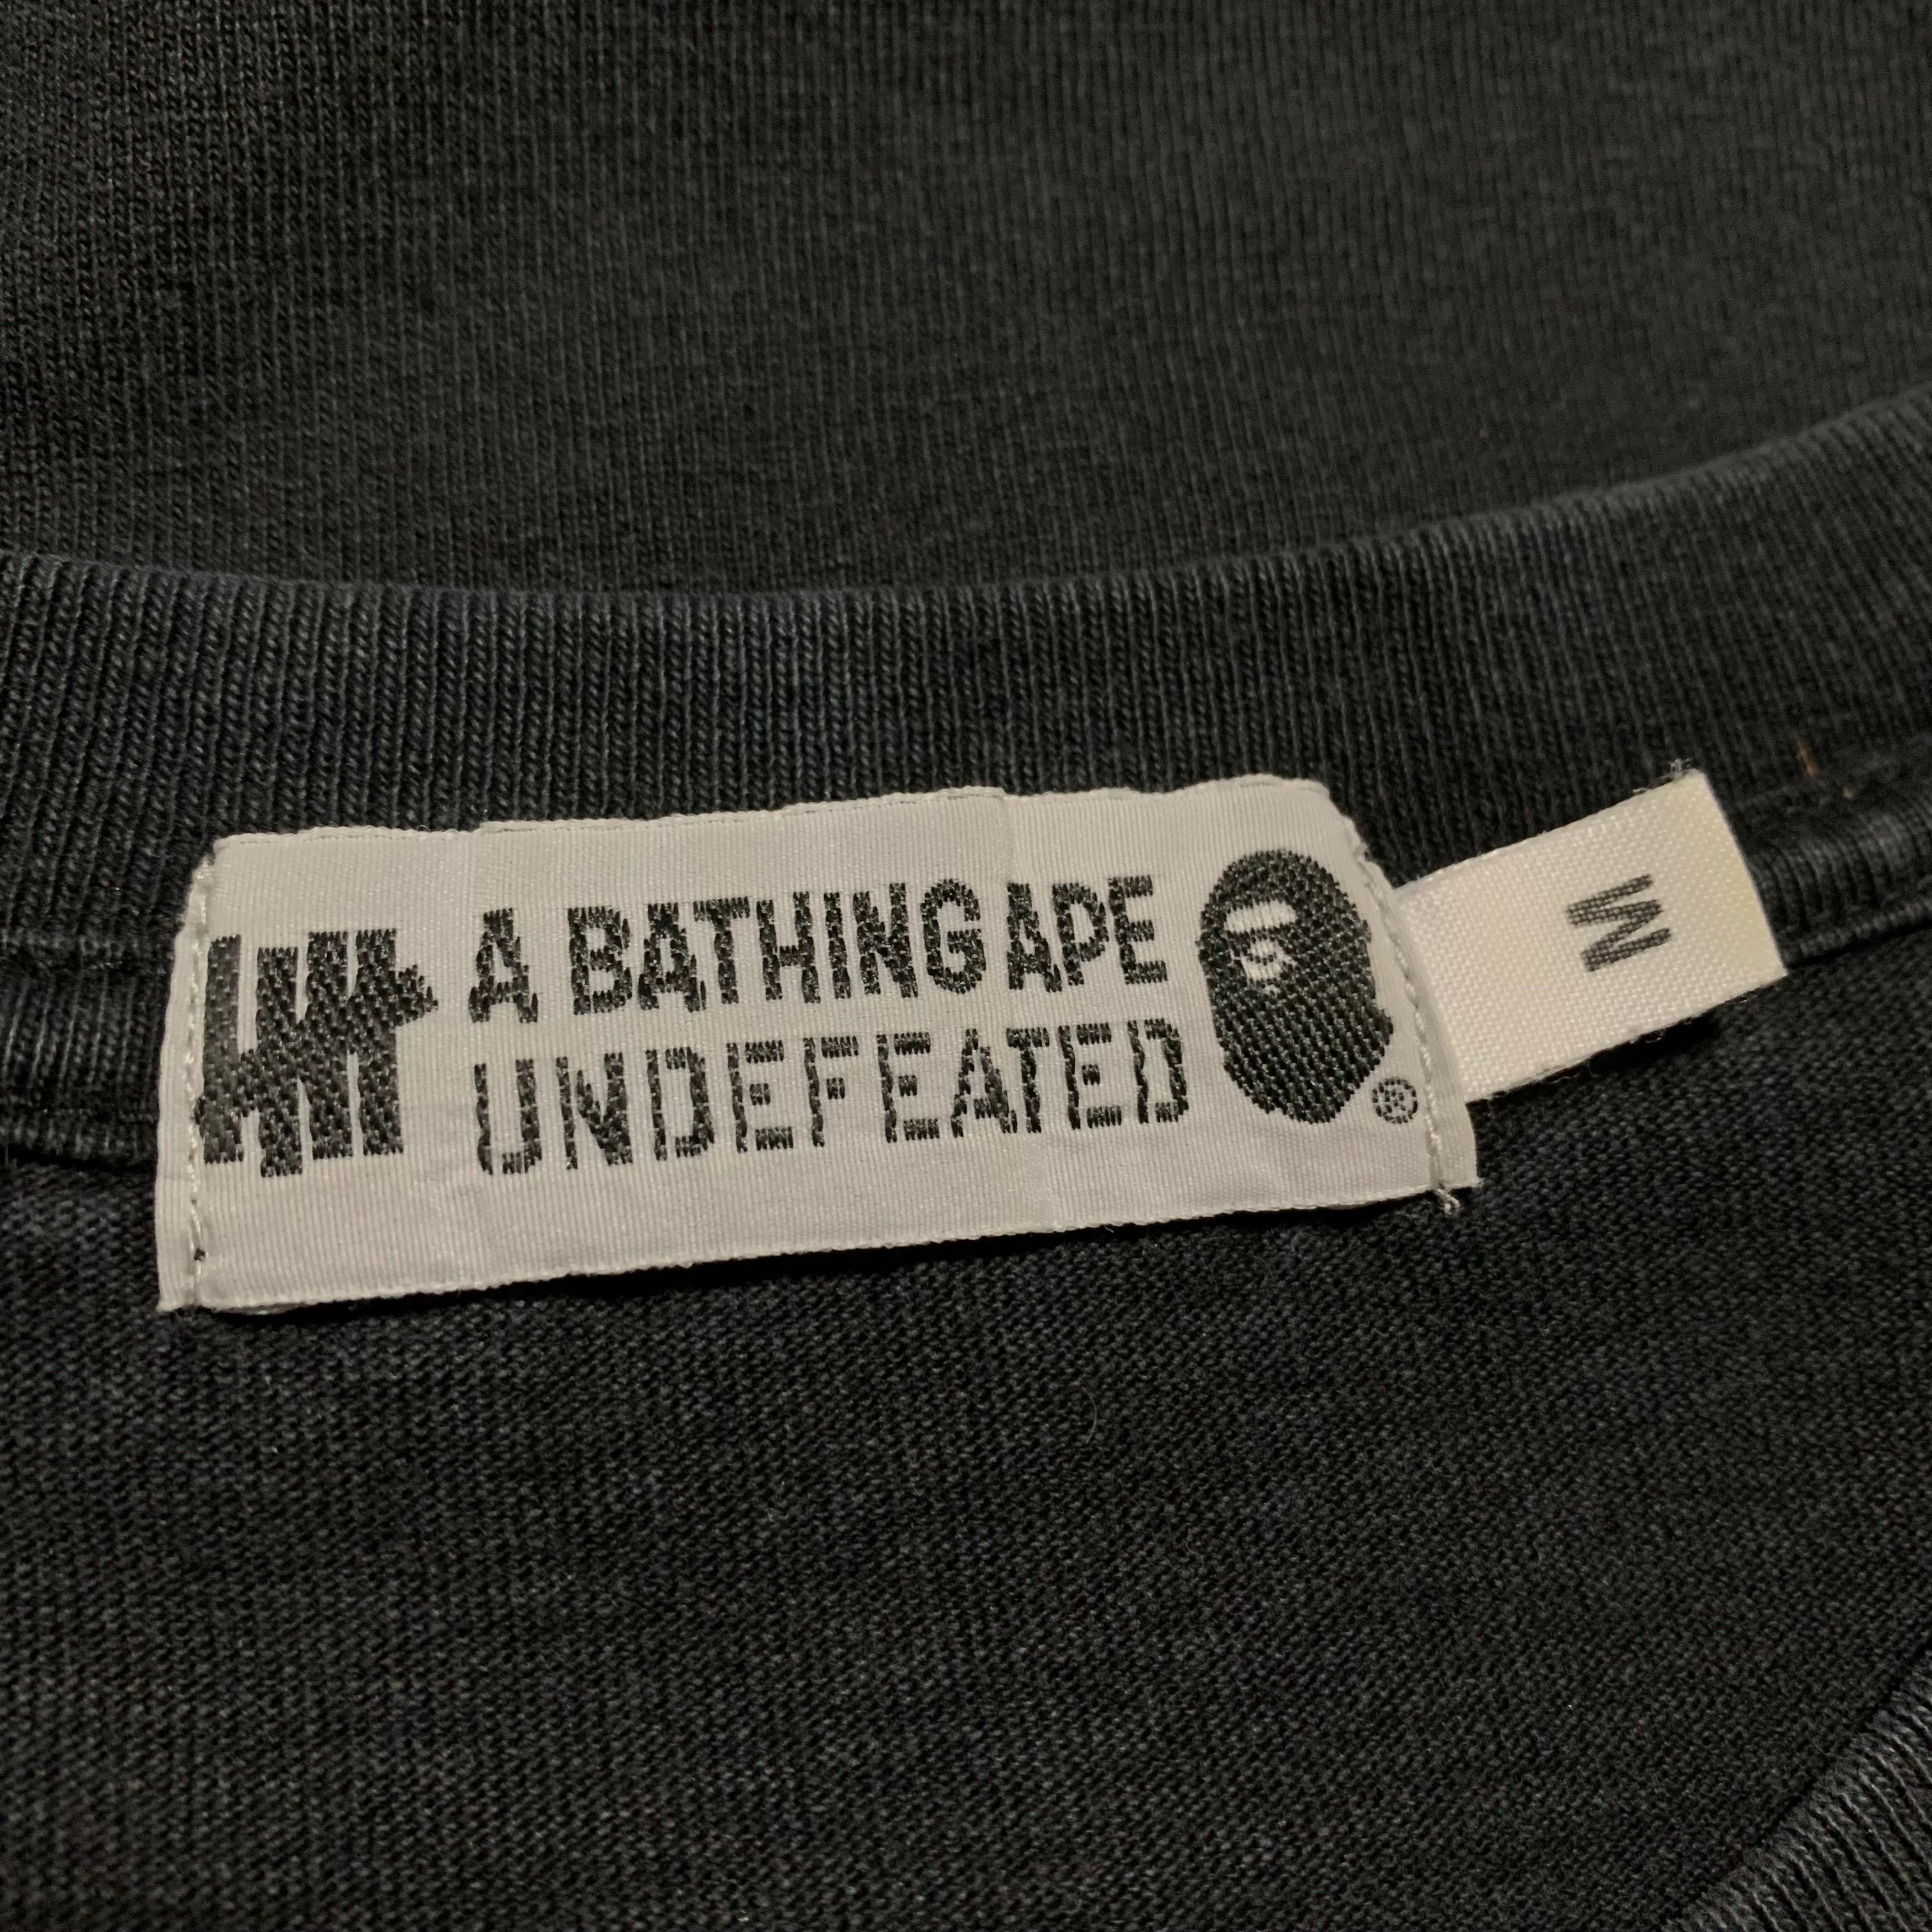 A BATHING APE
UNDEFEATED
®
M